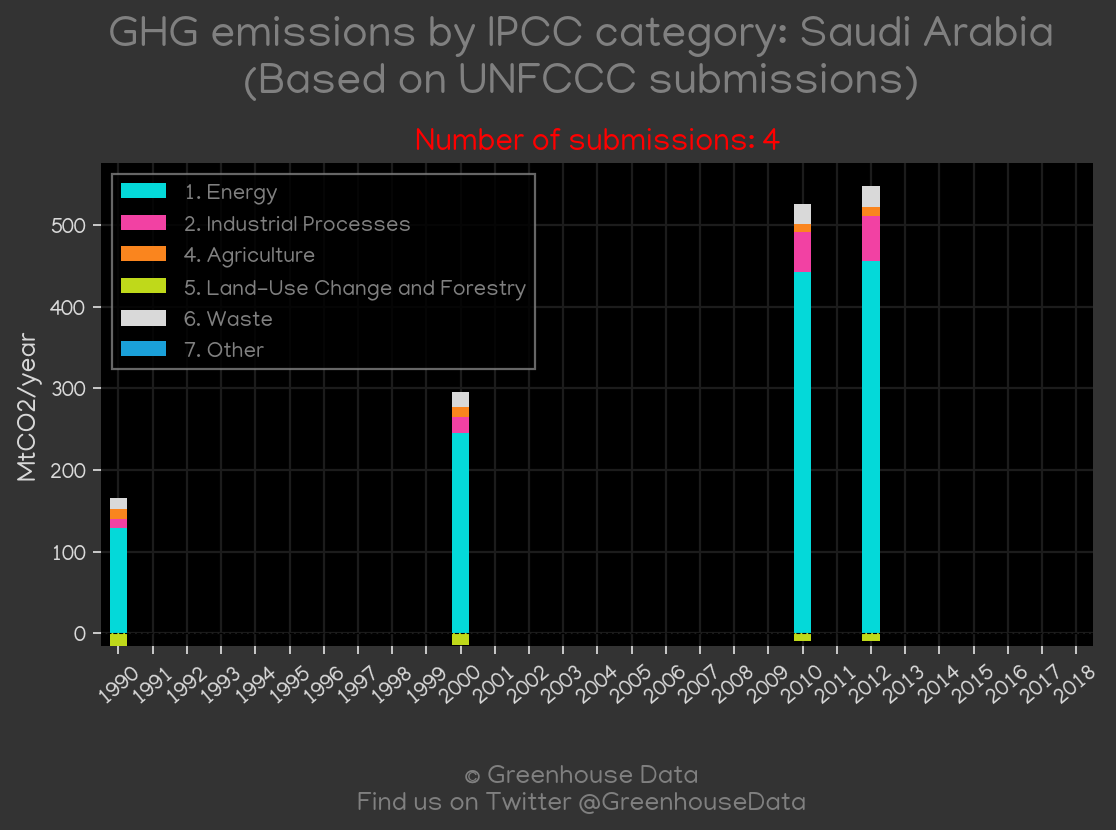 GHG emissions by IPCC category: Saudi Arabia
(Based on UNFCCC submissions)
Number of submissions: 4
1. Energy
2. Industrial Processes
4. Agriculture
5. Land-Use Change and Forestry
6. Waste
7. Other
MtCO2/year
500
400
300
200
100
0
1990 1991 1992 1993 1994 1995 1996 1997 1998 1999 2000 2001 2002 2003 2004 2005 2006 2007 2008 2009 2010 2011 2012 2013 2014 2015 2016 2017 2018
© Greenhouse Data
Find us on Twitter @GreenhouseData